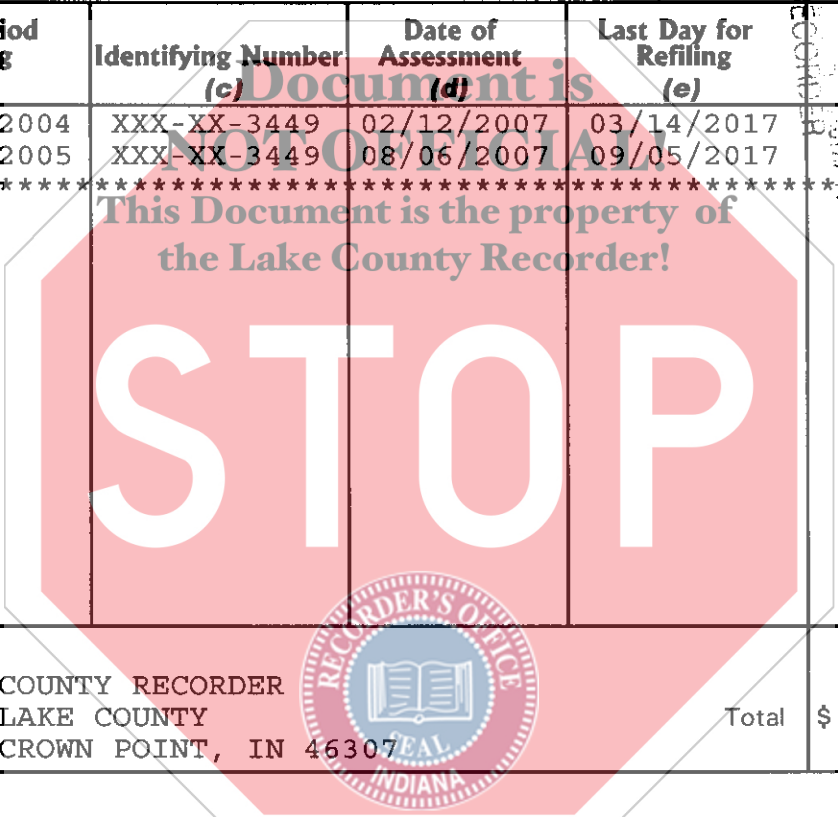 iod Date of Last Day for
g Identifying Number Assessment Refiling
(c) (d) (e)
Document is
2004 XXX-XX-3449 02/12/2007 03/14/2017
NOT OFFICIAL!
2005 XXX-XX-3449 08/06/2007 09/05/2017
****************************************
This Document is the property of
the Lake County Recorder!
STOP
RECORDER'S OFFICE
COUNTY RECORDER
LAKE COUNTY Total $
SEAL
CROWN POINT, IN 46307
INDIANA